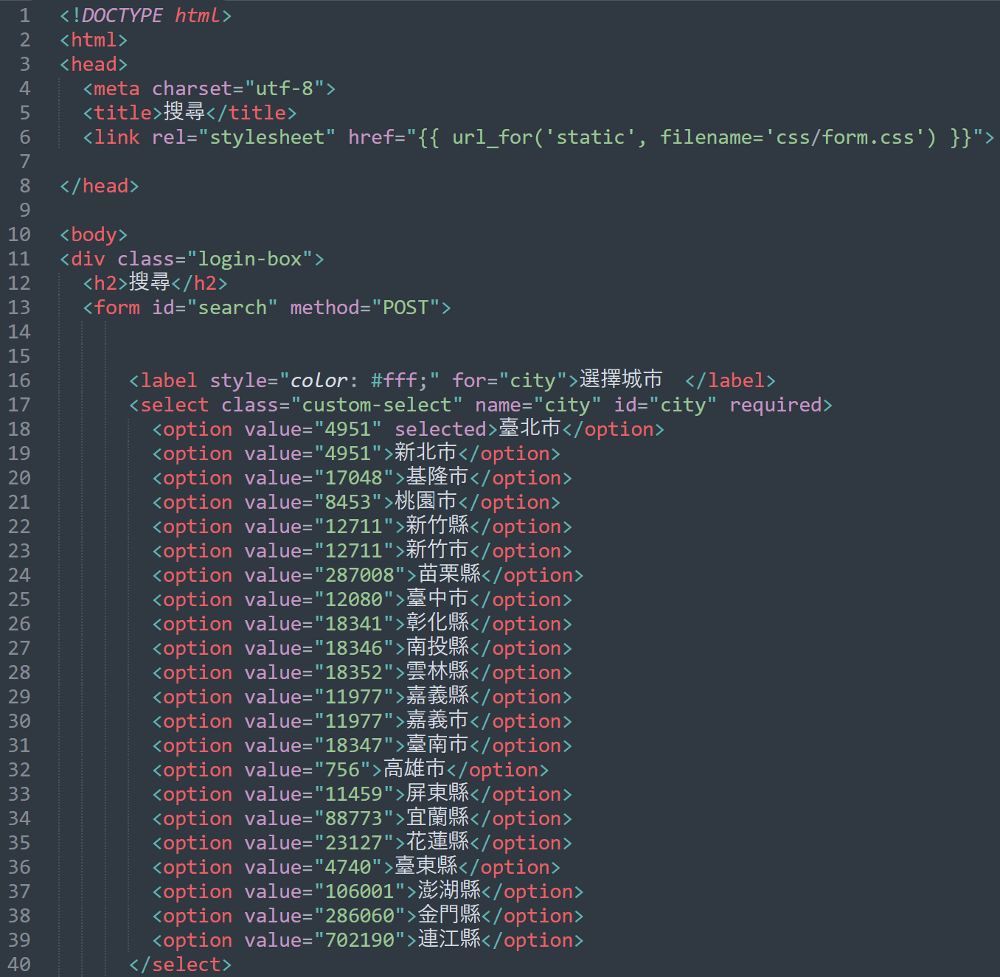 1 <!DOCTYPE html>
2 <html>
3 <head>
4 <meta charset="utf-8">
5 <title>搜尋</title>
6 <link rel="stylesheet" href="{{ url_for('static', filename='css/form.css') }}">
7
8 </head>
9
10 <body>
11 <div class="login-box">
12 <h2>搜尋</h2>
13 <form id="search" method="POST">
14
15
16 <label style="color: #fff;" for="city">選擇城市  </label>
17 <select class="custom-select" name="city" id="city" required>
18 <option value="4951" selected>臺北市</option>
19 <option value="4951">新北市</option>
20 <option value="17048">基隆市</option>
21 <option value="8453">桃園市</option>
22 <option value="12711">新竹縣</option>
23 <option value="12711">新竹市</option>
24 <option value="287008">苗栗縣</option>
25 <option value="12080">臺中市</option>
26 <option value="18341">彰化縣</option>
27 <option value="18346">南投縣</option>
28 <option value="18352">雲林縣</option>
29 <option value="11977">嘉義縣</option>
30 <option value="11977">嘉義市</option>
31 <option value="18347">臺南市</option>
32 <option value="756">高雄市</option>
33 <option value="11459">屏東縣</option>
34 <option value="88773">宜蘭縣</option>
35 <option value="23127">花蓮縣</option>
36 <option value="4740">臺東縣</option>
37 <option value="106001">澎湖縣</option>
38 <option value="286060">金門縣</option>
39 <option value="702190">連江縣</option>
40 </select>